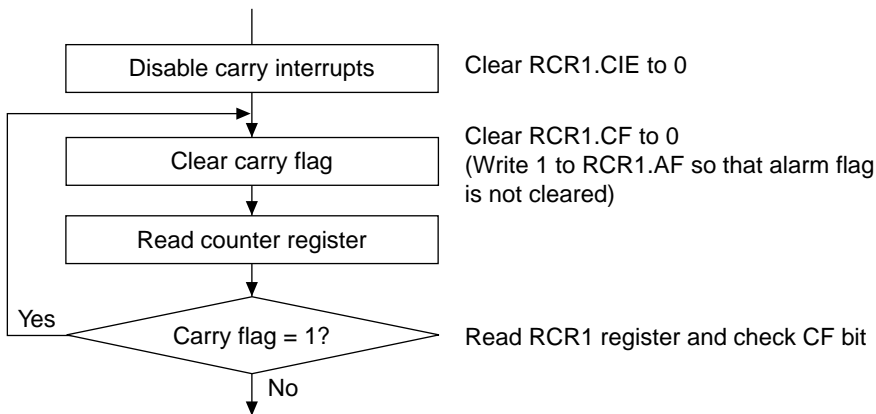 Disable carry interrupts
Clear RCR1.CIE to 0
Clear carry flag
Clear RCR1.CF to 0
(Write 1 to RCR1.AF so that alarm flag
is not cleared)
Read counter register
Yes
Carry flag = 1?
Read RCR1 register and check CF bit
No